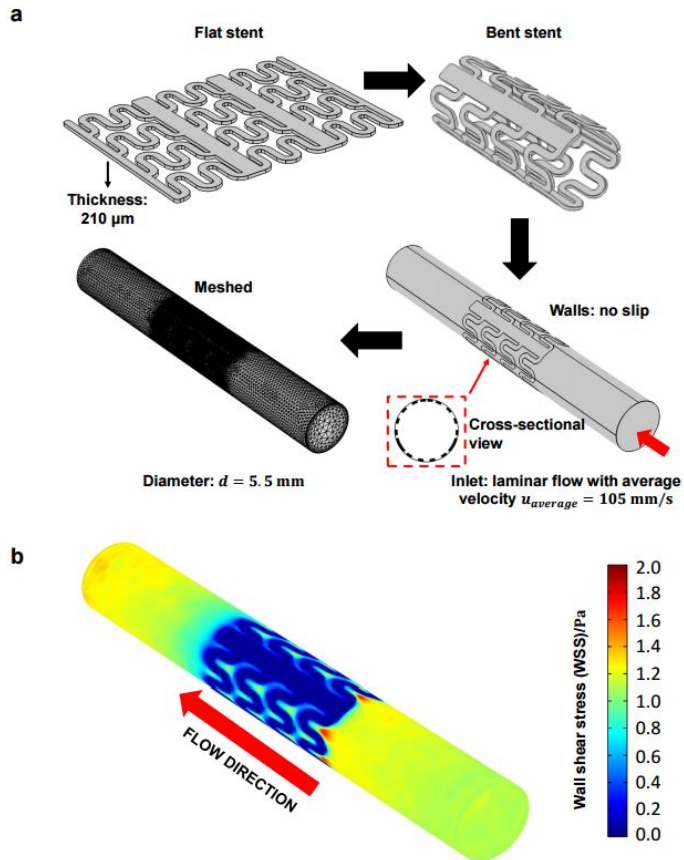 a
Flat stent
Bent stent
Thickness:
210 µm
Meshed
Walls: no slip
Cross-sectional
view
Diameter: d = 5.5 mm
Inlet: laminar flow with average
velocity u_average = 105 mm/s
b
FLOW DIRECTION
Wall shear stress (WSS)/Pa
2.0
1.8
1.6
1.4
1.2
1.0
0.8
0.6
0.4
0.2
0.0